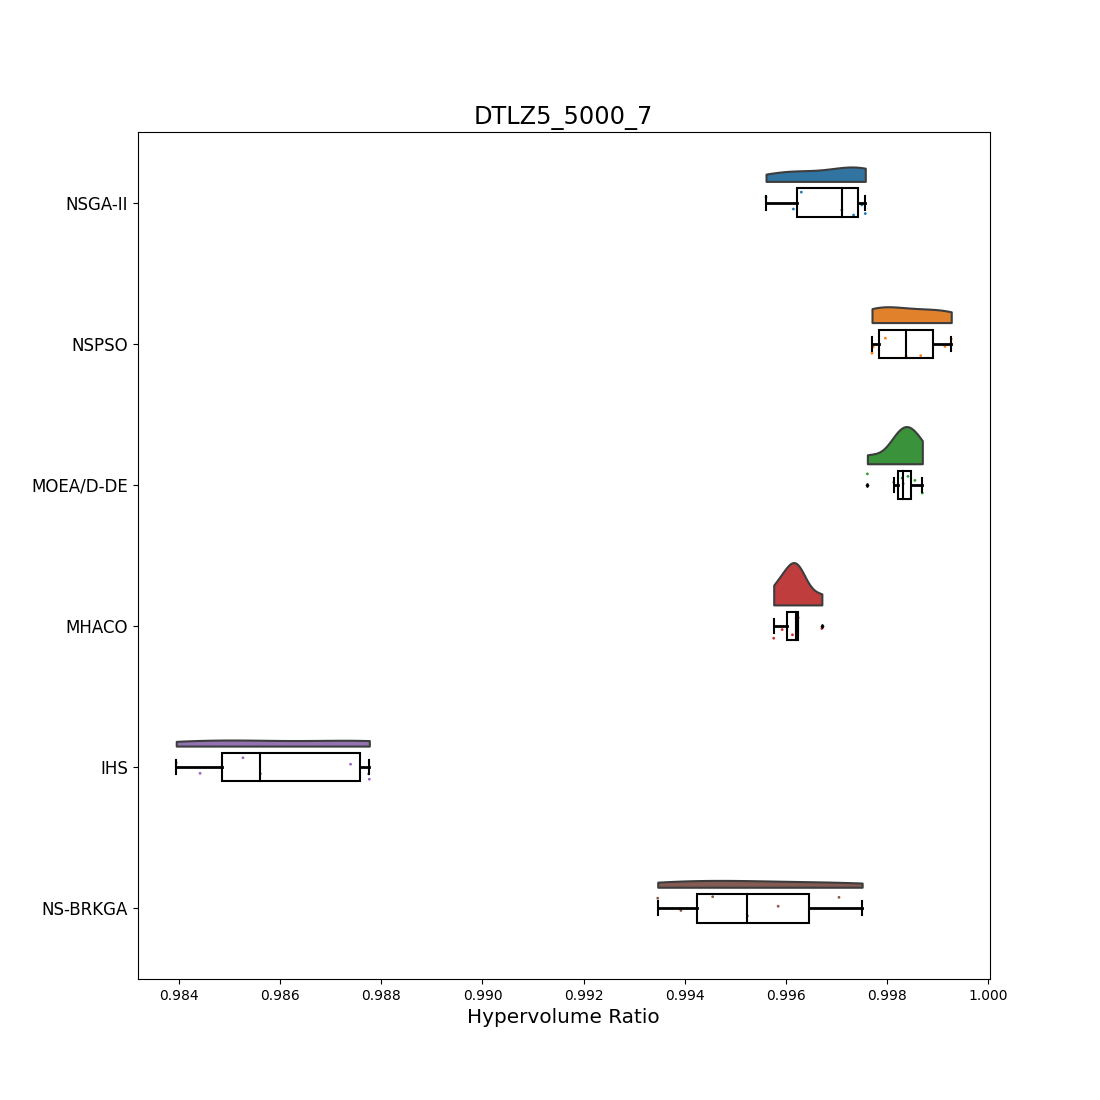 DTLZ5_5000_7
NSGA-II
NSPSO
MOEA/D-DE
MHACO
IHS
NS-BRKGA
0.984 0.986 0.988 0.990 0.992 0.994 0.996 0.998 1.000
Hypervolume Ratio